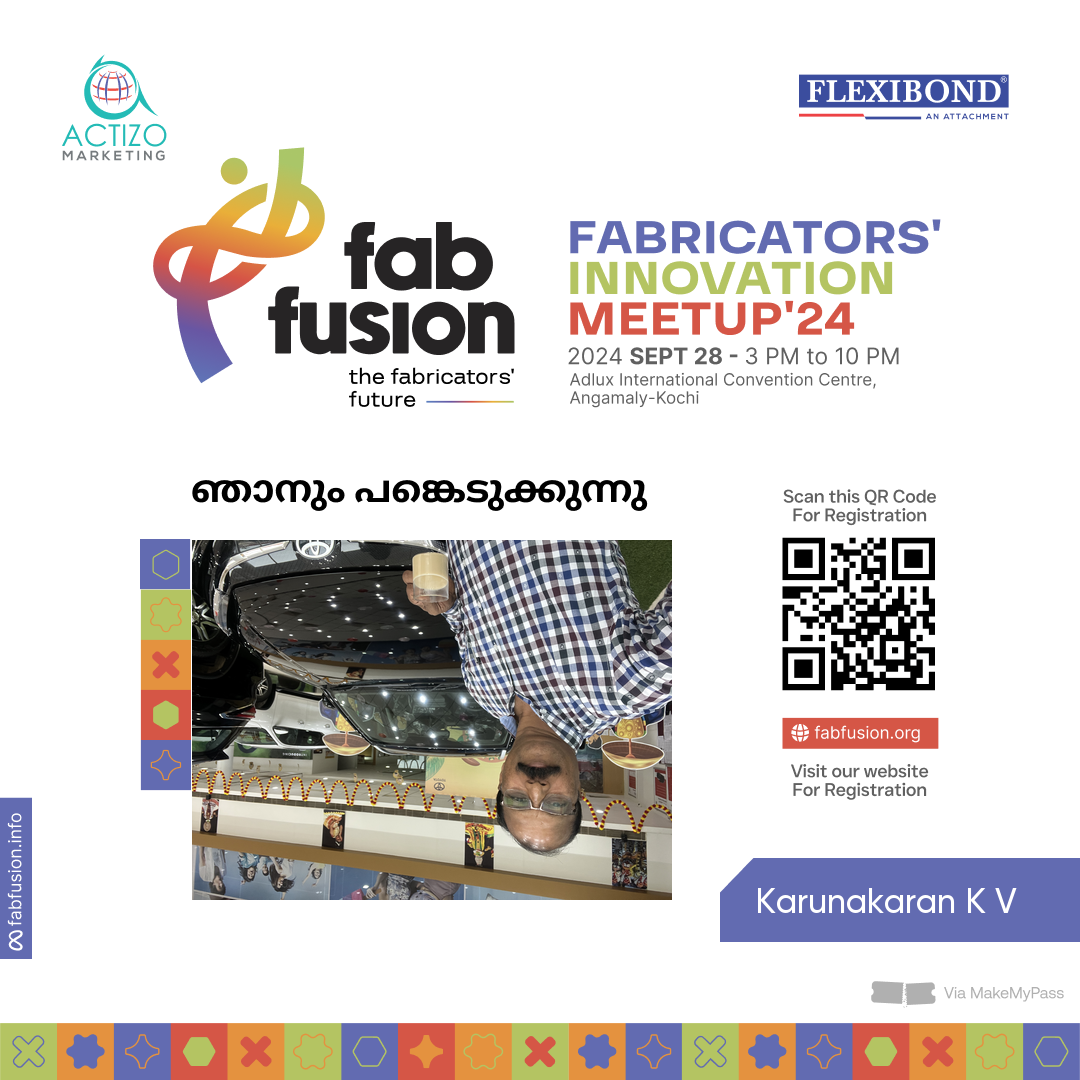 ACTIZO
MARKETING
FLEXIBOND®
AN ATTACHMENT
fab
fusion
the fabricators'
future
FABRICATORS'
INNOVATION
MEETUP'24
2024 SEPT 28 - 3 PM to 10 PM
Adlux International Convention Centre,
Angamaly-Kochi
ഞാനും പങ്കെടുക്കുന്നു
Scan this QR Code
For Registration
fabfusion.org
Visit our website
For Registration
fabfusion.info
Karunakaran K V
Via MakeMyPass